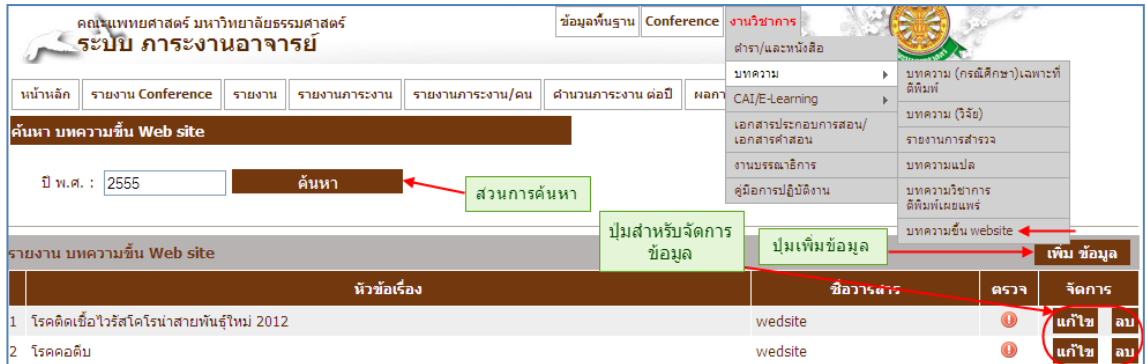 คณะแพทยศาสตร์ มหาวิทยาลัยธรรมศาสตร์
ระบบ ภาระงานอาจารย์
ข้อมูลพื้นฐาน Conference งานวิชาการ
ตำรา/และหนังสือ
บทความ
CAI/E-Learning
เอกสารประกอบการสอน/
เอกสารคำสอน
งานบรรณาธิการ
คู่มือการปฏิบัติงาน
บทความ (กรณีศึกษา)เฉพาะที่
ตีพิมพ์
บทความ (วิจัย)
รายงานการสำรวจ
บทความแปล
บทความวิชาการ
ตีพิมพ์เผยแพร่
บทความขึ้น website
หน้าหลัก รายงาน Conference รายงาน รายงานภาระงาน รายงานภาระงาน/คน คำนวนภาระงาน ต่อปี ผลกา
ค้นหา บทความขึ้น Web site
ปี พ.ศ. : 2555 ค้นหา
ส่วนการค้นหา
ปุ่มสำหรับจัดการ
ข้อมูล
ปุ่มเพิ่มข้อมูล
รายงาน บทความขึ้น Web site เพิ่ม ข้อมูล
หัวข้อเรื่อง ชื่อวารสาร ตรวจ จัดการ
1 โรคติดเชื้อไวรัสโคโรน่าสายพันธุ์ใหม่ 2012 wedsite แก้ไข ลบ
2 โรคคอตีบ wedsite แก้ไข ลบ